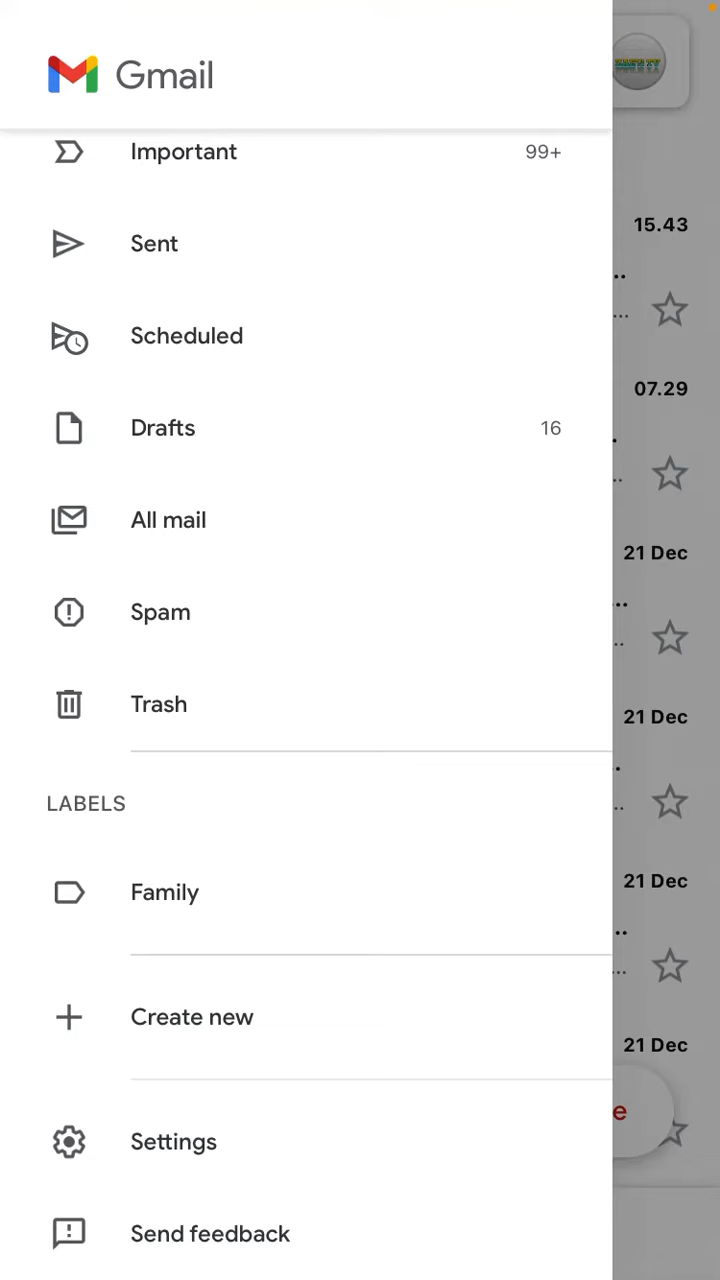 Gmail
Important 99+
Sent
Scheduled
Drafts 16
All mail
Spam
Trash
LABELS
Family
Create new
Settings
Send feedback
15.43
07.29
21 Dec
21 Dec
21 Dec
21 Dec
e